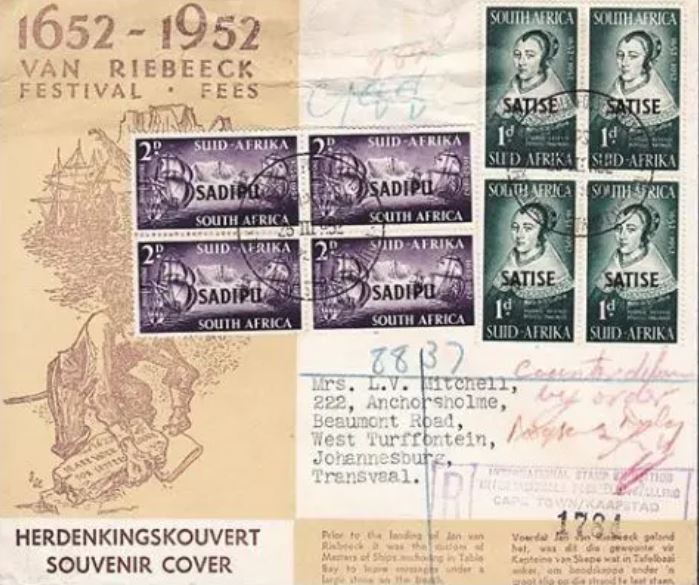 1652 - 1952
VAN RIEBEECK
FESTIVAL · FEES
2D SUID-AFRIKA
SADIPU
SOUTH AFRICA
2D SUID-AFRIKA
SADIPU
SOUTH AFRICA
2D SUID-AFRIKA
SADIPU
SOUTH AFRICA
2D SUID-AFRIKA
SADIPU
SOUTH AFRICA
SOUTH AFRICA
SATISE
1d
SUID AFRIKA
SOUTH AFRICA
SATISE
1d
SUID AFRIKA
SOUTH AFRICA
SATISE
1d
SUID-AFRIKA
SOUTH AFRICA
SATISE
1d
SUID-AFRIKA
26 III 1952
8837
Mrs. L.V. Mitchell,
222, Anchorsholme,
Beaumont Road,
West Turffontein,
Johannesburg,
Transvaal.
by order
R
INTERNATIONAL STAMP EXHIBITION
CAPE TOWN/KAAPSTAD
HERDENKINGSKOUVERT
SOUVENIR COVER
Prior to the landing of Jan van
Riebeeck it was the custom of
Masters of Ships anchoring in Table
Bay to leave messages under a
large stone on the beach.
Voordat Jan van Riebeeck geland
het, was dit die gewoonte vir
Kapteins van Skepe wat in Tafelbaai
anker, om boodskappe onder 'n
groot klip op die strand te laat staan.